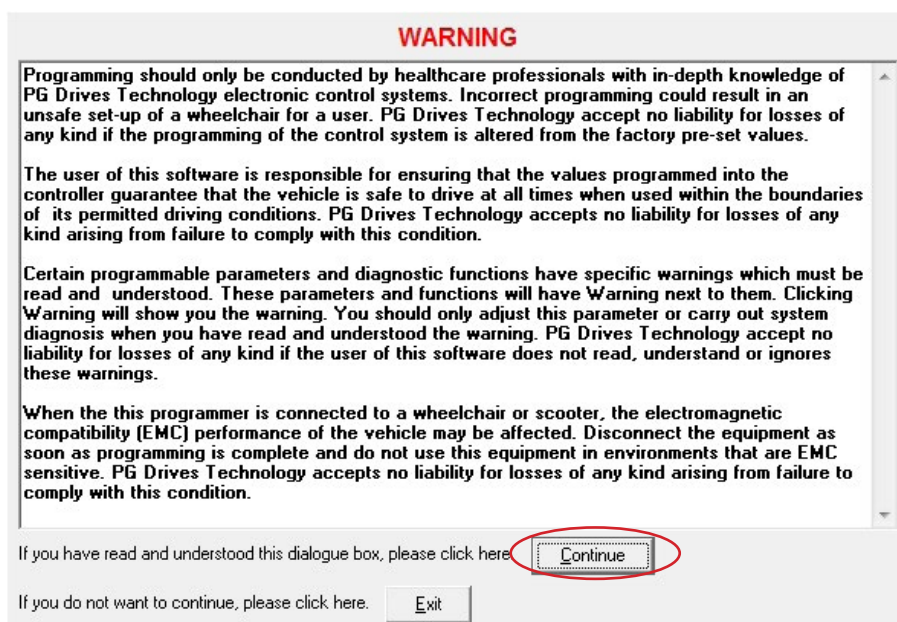 WARNING
Programming should only be conducted by healthcare professionals with in-depth knowledge of
PG Drives Technology electronic control systems. Incorrect programming could result in an
unsafe set-up of a wheelchair for a user. PG Drives Technology accept no liability for losses of
any kind if the programming of the control system is altered from the factory pre-set values.
The user of this software is responsible for ensuring that the values programmed into the
controller guarantee that the vehicle is safe to drive at all times when used within the boundaries
of its permitted driving conditions. PG Drives Technology accepts no liability for losses of any
kind arising from failure to comply with this condition.
Certain programmable parameters and diagnostic functions have specific warnings which must be
read and understood. These parameters and functions will have Warning next to them. Clicking
Warning will show you the warning. You should only adjust this parameter or carry out system
diagnosis when you have read and understood the warning. PG Drives Technology accept no
liability for losses of any kind if the user of this software does not read, understand or ignores
these warnings.
When the this programmer is connected to a wheelchair or scooter, the electromagnetic
compatibility (EMC) performance of the vehicle may be affected. Disconnect the equipment as
soon as programming is complete and do not use this equipment in environments that are EMC
sensitive. PG Drives Technology accepts no liability for losses of any kind arising from failure to
comply with this condition.
If you have read and understood this dialogue box, please click here Continue
If you do not want to continue, please click here. Exit